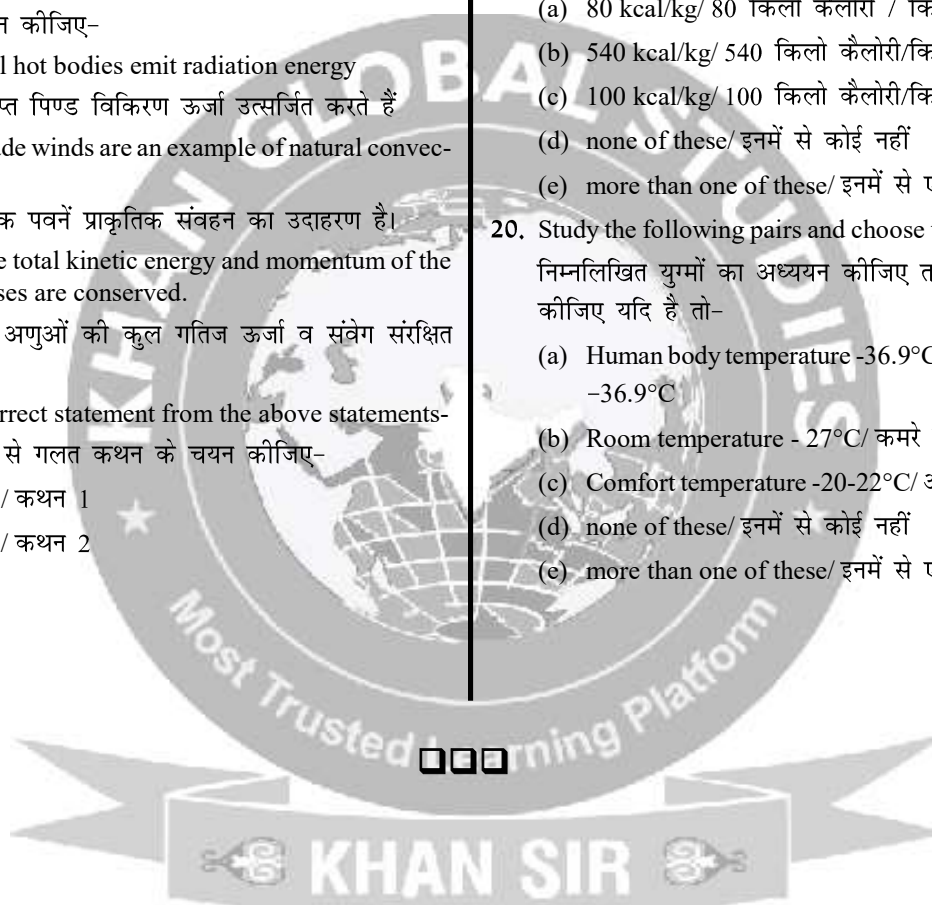 न कीजिए–
l hot bodies emit radiation energy
प्त पिण्ड विकिरण ऊर्जा उत्सर्जित करते हैं
ade winds are an example of natural convec-
क पवनें प्राकृतिक संवहन का उदाहरण है।
e total kinetic energy and momentum of the
ses are conserved.
अणुओं की कुल गतिज ऊर्जा व संवेग संरक्षित
rrect statement from the above statements-
से गलत कथन के चयन कीजिए–
/ कथन 1
/ कथन 2
(a) 80 kcal/kg/ 80 किलो कैलोरी / कि
(b) 540 kcal/kg/ 540 किलो कैलोरी/कि
(c) 100 kcal/kg/ 100 किलो कैलोरी/कि
(d) none of these/ इनमें से कोई नहीं
(e) more than one of these/ इनमें से ए
20. Study the following pairs and choose
निम्नलिखित युग्मों का अध्ययन कीजिए त
कीजिए यदि है तो–
(a) Human body temperature -36.9°C
–36.9°C
(b) Room temperature - 27°C/ कमरे
(c) Comfort temperature -20-22°C/
(d) none of these/ इनमें से कोई नहीं
(e) more than one of these/ इनमें से ए
KHAN GLOBAL STUDIES
Most Trusted Learning Platform
KHAN SIR